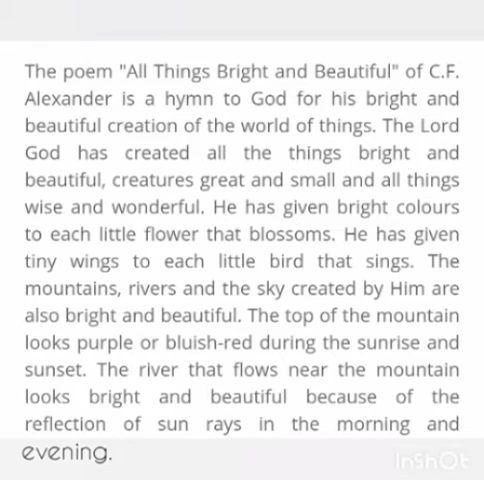 The poem "All Things Bright and Beautiful" of C.F.
Alexander is a hymn to God for his bright and
beautiful creation of the world of things. The Lord
God has created all the things bright and
beautiful, creatures great and small and all things
wise and wonderful. He has given bright colours
to each little flower that blossoms. He has given
tiny wings to each little bird that sings. The
mountains, rivers and the sky created by Him are
also bright and beautiful. The top of the mountain
looks purple or bluish-red during the sunrise and
sunset. The river that flows near the mountain
looks bright and beautiful because of the
reflection of sun rays in the morning and
evening.
InShOt